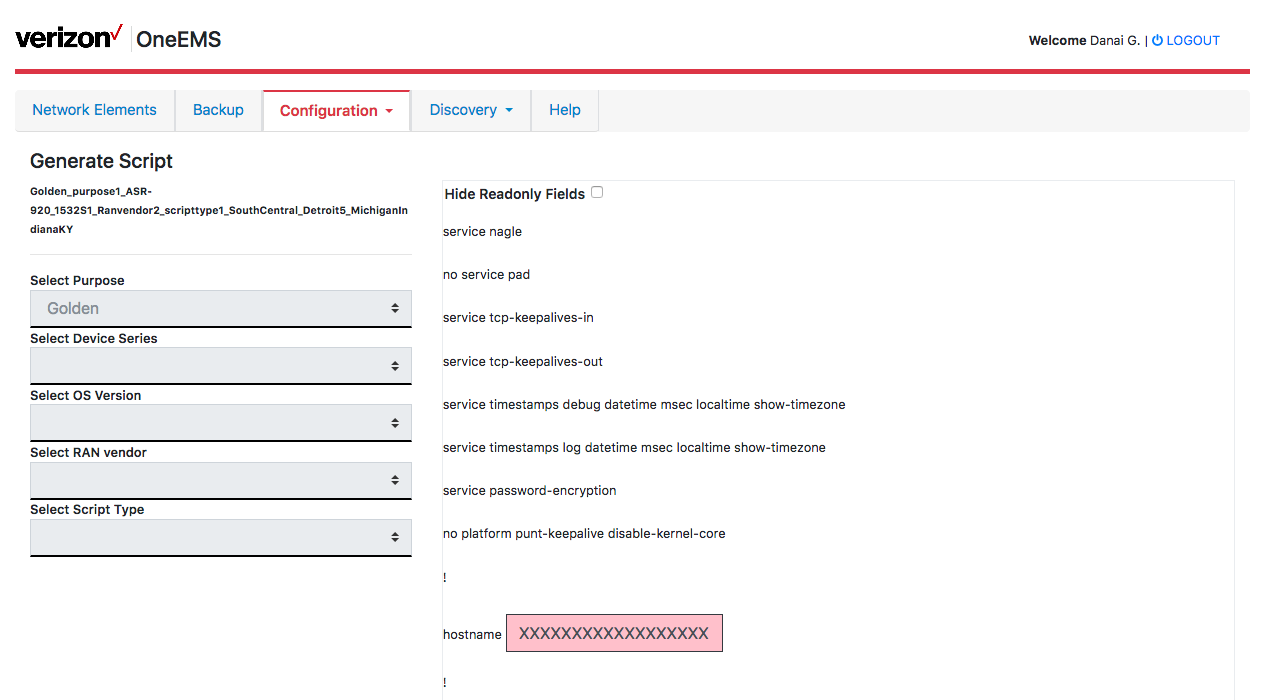 verizon✓ OneEMS
Welcome Danai G. | LOGOUT
Network Elements Backup Configuration Discovery Help
Generate Script
Golden_purpose1_ASR-
920_1532S1_Ranvendor2_scripttype1_SouthCentral_Detroit5_MichiganIn
dianaKY
Select Purpose
Golden
Select Device Series
Select OS Version
Select RAN vendor
Select Script Type
Hide Readonly Fields
service nagle
no service pad
service tcp-keepalives-in
service tcp-keepalives-out
service timestamps debug datetime msec localtime show-timezone
service timestamps log datetime msec localtime show-timezone
service password-encryption
no platform punt-keepalive disable-kernel-core
!
hostname XXXXXXXXXXXXXXXXXX
!